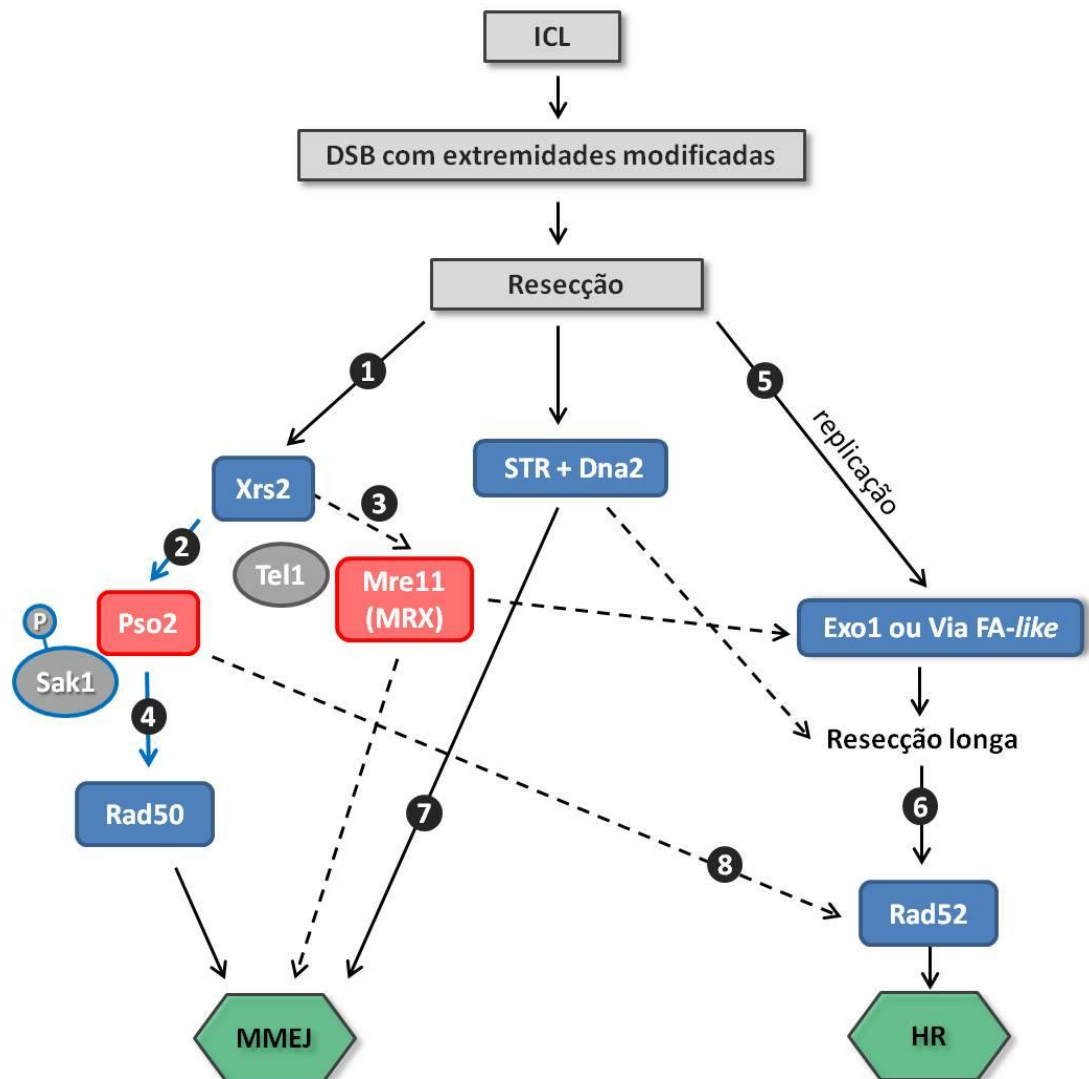 ICL
DSB com extremidades modificadas
Resecção
1
5
replicação
Xrs2
STR + Dna2
3
2
Tel1
Mre11
(MRX)
P
Pso2
Sak1
Exo1 ou Via FA-like
4
Resecção longa
Rad50
7
6
8
Rad52
MMEJ
HR